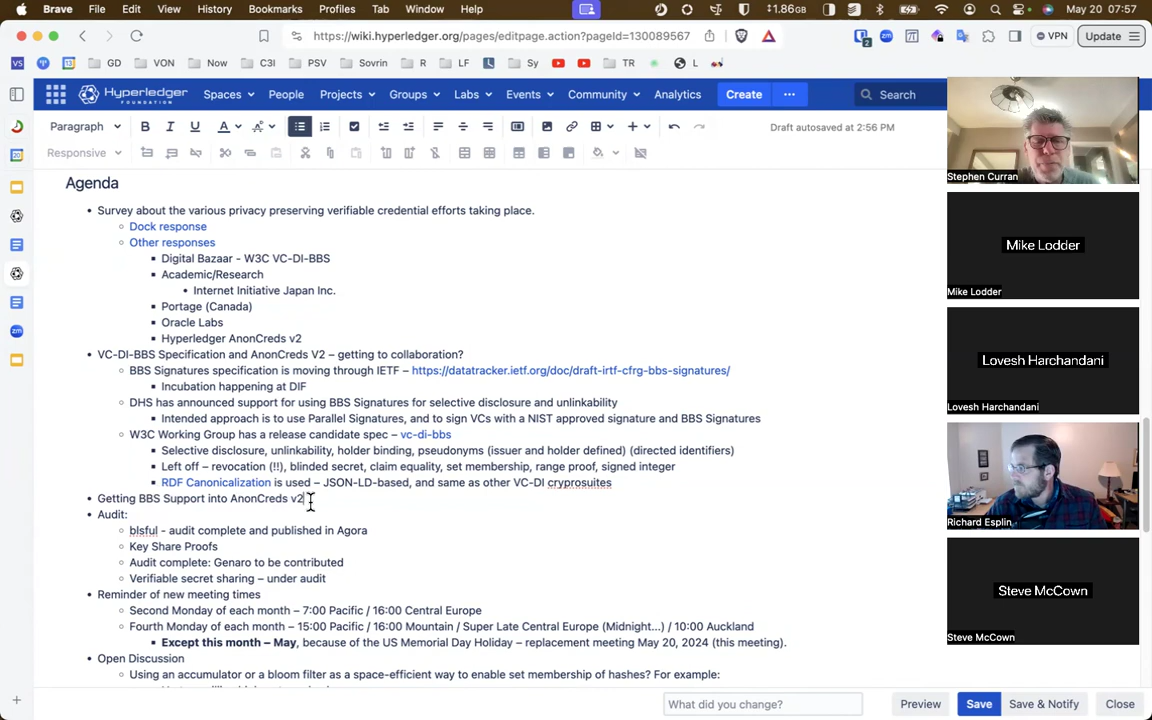 Brave File Edit View History Bookmarks Profiles Tab Window Help 1.86GB May 20 07:57
https://wiki.hyperledger.org/pages/editpage.action?pageId=130089567 2 VPN Update
VS GD VON Now C3I PSV Sovrin R LF Sy TR L
HYPERLEDGER FOUNDATION Spaces People Projects Groups Labs Events Community Analytics Create Search
Paragraph B I U A Draft autosaved at 2:56 PM
Responsive
Agenda
Survey about the various privacy preserving verifiable credential efforts taking place.
Dock response
Other responses
Digital Bazaar - W3C VC-DI-BBS
Academic/Research
Internet Initiative Japan Inc.
Portage (Canada)
Oracle Labs
Hyperledger AnonCreds v2
VC-DI-BBS Specification and AnonCreds V2 – getting to collaboration?
BBS Signatures specification is moving through IETF – https://datatracker.ietf.org/doc/draft-irtf-cfrg-bbs-signatures/
Incubation happening at DIF
DHS has announced support for using BBS Signatures for selective disclosure and unlinkability
Intended approach is to use Parallel Signatures, and to sign VCs with a NIST approved signature and BBS Signatures
W3C Working Group has a release candidate spec – vc-di-bbs
Selective disclosure, unlinkability, holder binding, pseudonyms (issuer and holder defined) (directed identifiers)
Left off – revocation (!!), blinded secret, claim equality, set membership, range proof, signed integer
RDF Canonicalization is used – JSON-LD-based, and same as other VC-DI cryprosuites
Getting BBS Support into AnonCreds v2
Audit:
blsful - audit complete and published in Agora
Key Share Proofs
Audit complete: Genaro to be contributed
Verifiable secret sharing – under audit
Reminder of new meeting times
Second Monday of each month – 7:00 Pacific / 16:00 Central Europe
Fourth Monday of each month – 15:00 Pacific / 16:00 Mountain / Super Late Central Europe (Midnight...) / 10:00 Auckland
Except this month – May, because of the US Memorial Day Holiday – replacement meeting May 20, 2024 (this meeting).
Open Discussion
Using an accumulator or a bloom filter as a space-efficient way to enable set membership of hashes? For example:
What did you change? Preview Save Save & Notify Close
Stephen Curran
Mike Lodder
Mike Lodder
Lovesh Harchandani
Lovesh Harchandani
Richard Esplin
Steve McCown
Steve McCown